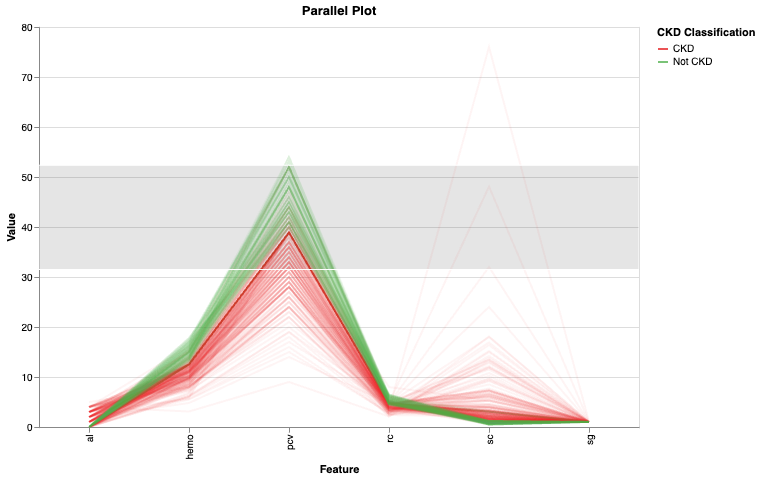 Parallel Plot
CKD Classification
CKD
Not CKD
80
70
60
50
40
30
20
10
0
Value
al
hemo
pcv
rc
sc
sg
Feature